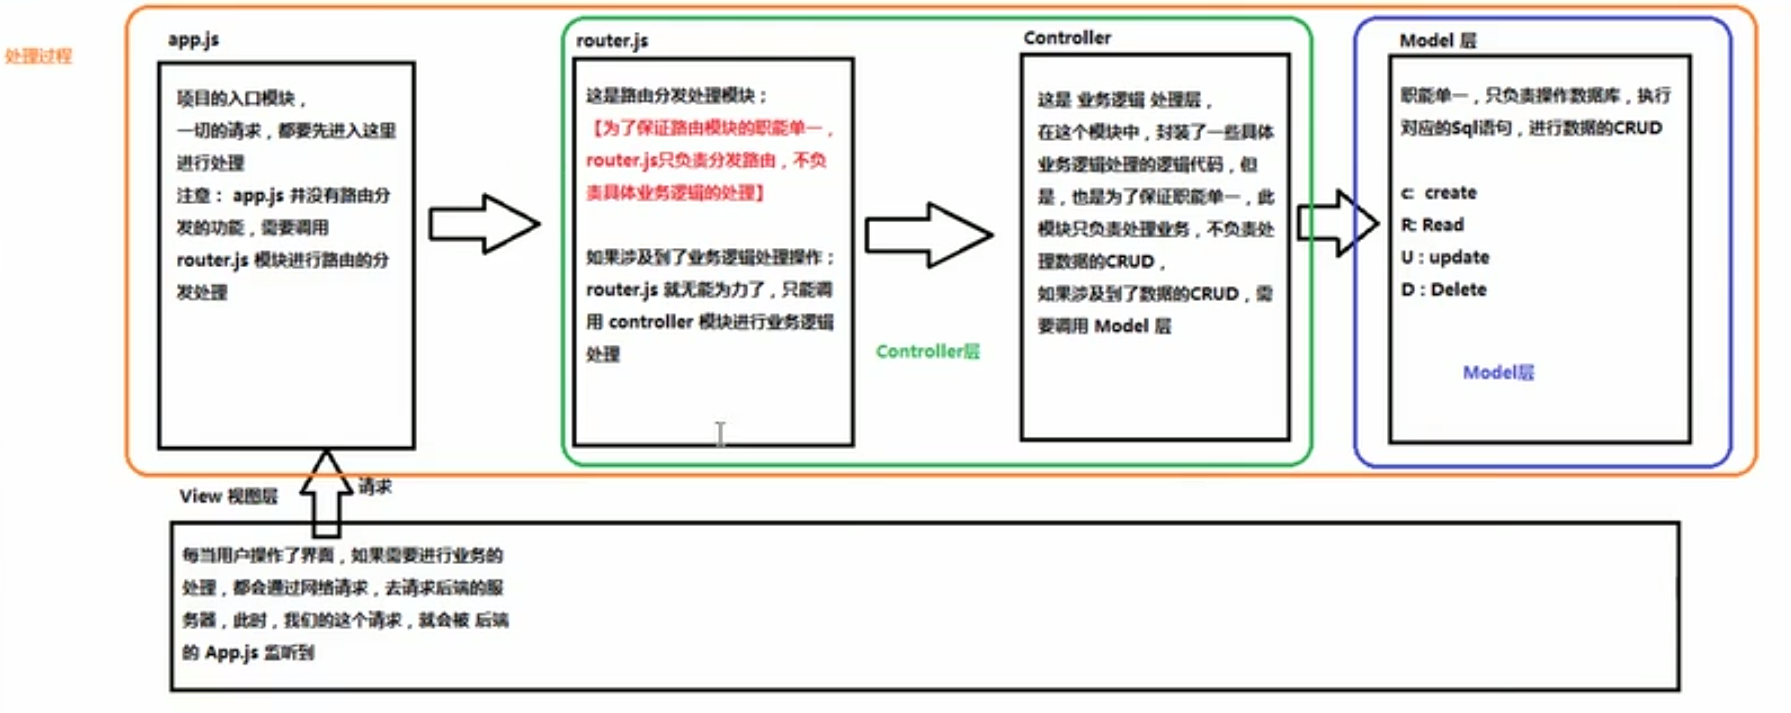 处理过程
app.js
项目的入口模块，
一切的请求，都要先进入这里
进行处理
注意： app.js 并没有路由分
发的功能，需要调用
router.js 模块进行路由的分
发处理
router.js
这是路由分发处理模块；
【为了保证路由模块的职能单一，
router.js只负责分发路由，不负
责具体业务逻辑的处理】
如果涉及到了业务逻辑处理操作；
router.js 就无能为力了，只能调
用 controller 模块进行业务逻辑
处理
Controller层
Controller
这是 业务逻辑 处理层，
在这个模块中，封装了一些具体
业务逻辑处理的逻辑代码，但
是，也是为了保证职能单一，此
模块只负责处理业务，不负责处
理数据的CRUD，
如果涉及到了数据的CRUD，需
要调用 Model 层
Model 层
职能单一，只负责操作数据库，执行
对应的Sql语句，进行数据的CRUD
c: create
R: Read
U : update
D : Delete
Model层
View 视图层
请求
每当用户操作了界面，如果需要进行业务的
处理，都会通过网络请求，去请求后端的服
务器，此时，我们的这个请求，就会被 后端
的 App.js 监听到